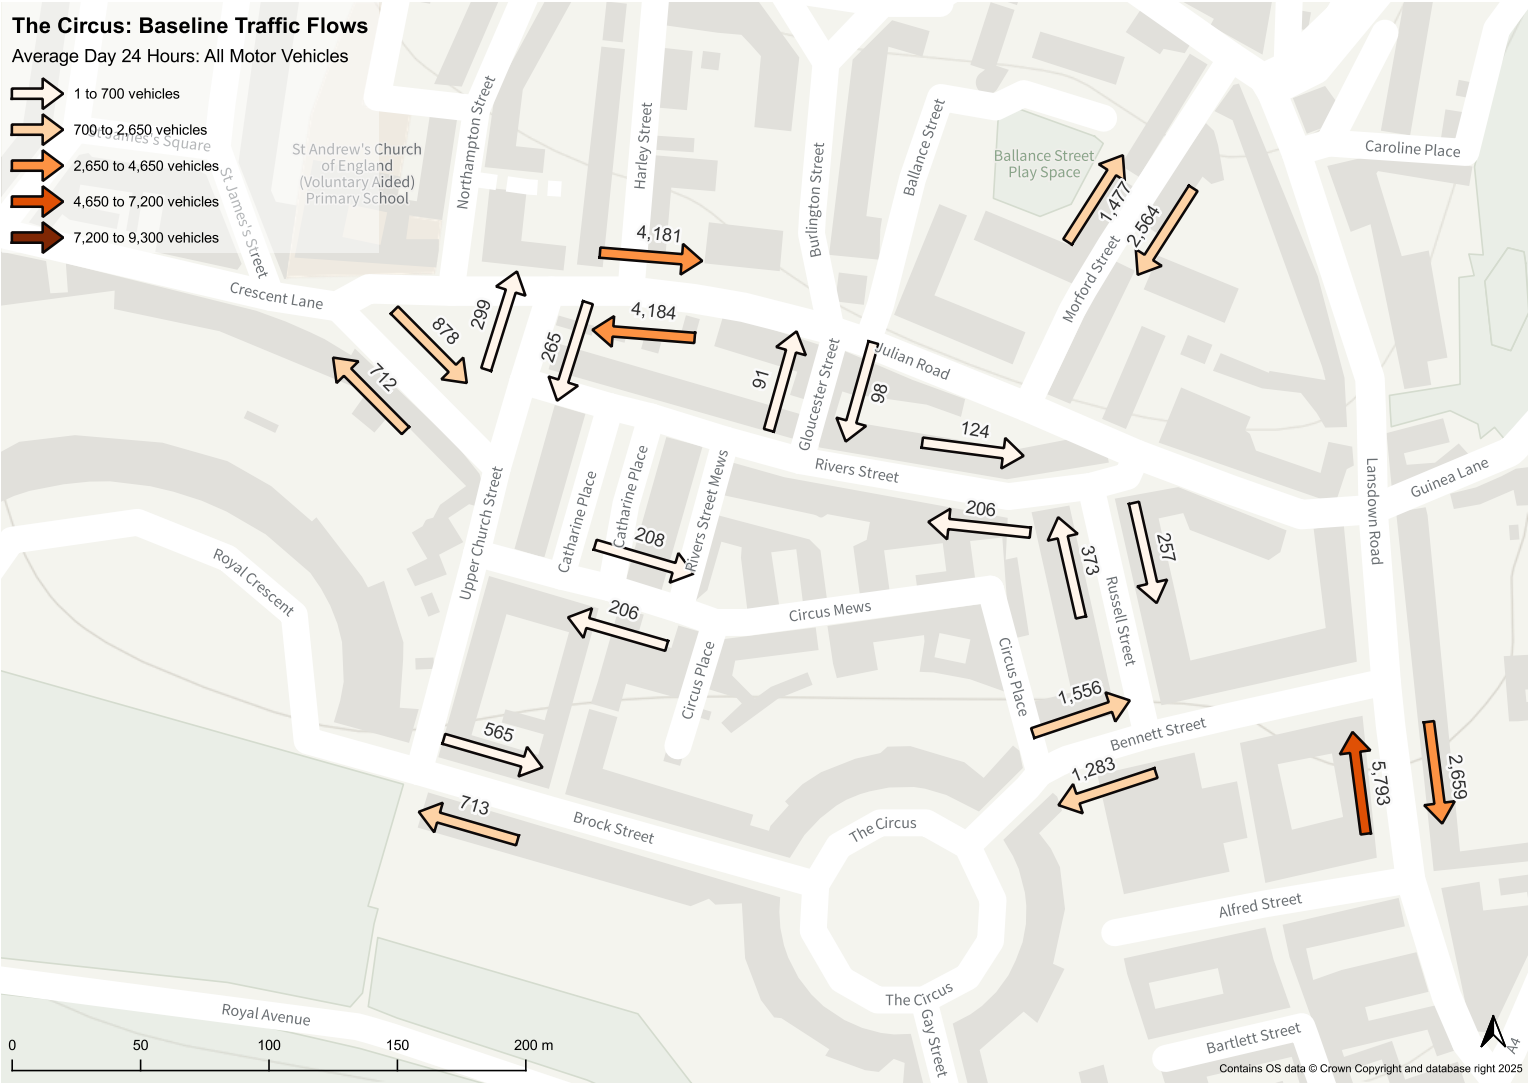 The Circus: Baseline Traffic Flows
Average Day 24 Hours: All Motor Vehicles
1 to 700 vehicles
700 to 2,650 vehicles
2,650 to 4,650 vehicles
4,650 to 7,200 vehicles
7,200 to 9,300 vehicles
St James's Square
St James's Street
St Andrew's Church
of England
(Voluntary Aided)
Primary School
Northampton Street
Harley Street
Burlington Street
Ballance Street
Ballance Street
Play Space
Caroline Place
1,477
2,564
Morford Street
4,181
4,184
Crescent Lane
878
712
299
265
91
Gloucester Street
98
Julian Road
124
Rivers Street
206
Guinea Lane
Lansdown Road
Upper Church Street
Catharine Place
Catharine Place
Rivers Street Mews
208
206
Royal Crescent
Circus Mews
Circus Place
Circus Place
373
257
Russell Street
1,556
Bennett Street
1,283
5,793
2,659
565
713
Brock Street
The Circus
The Circus
Gay Street
Alfred Street
Bartlett Street
Royal Avenue
A4
0
50
100
150
200 m
Contains OS data © Crown Copyright and database right 2025